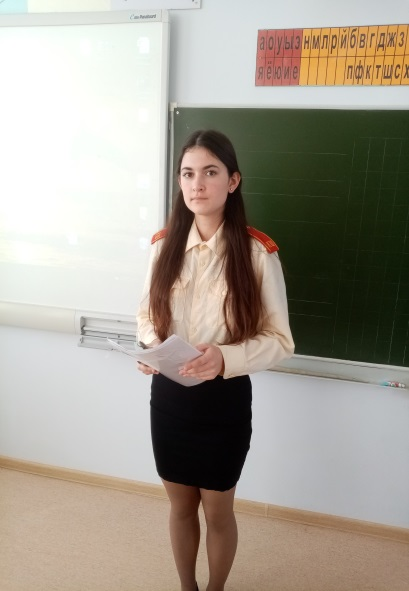 а о у ы э н м л р й б в г д ж з
я ё ю и е п ф к т ш с х